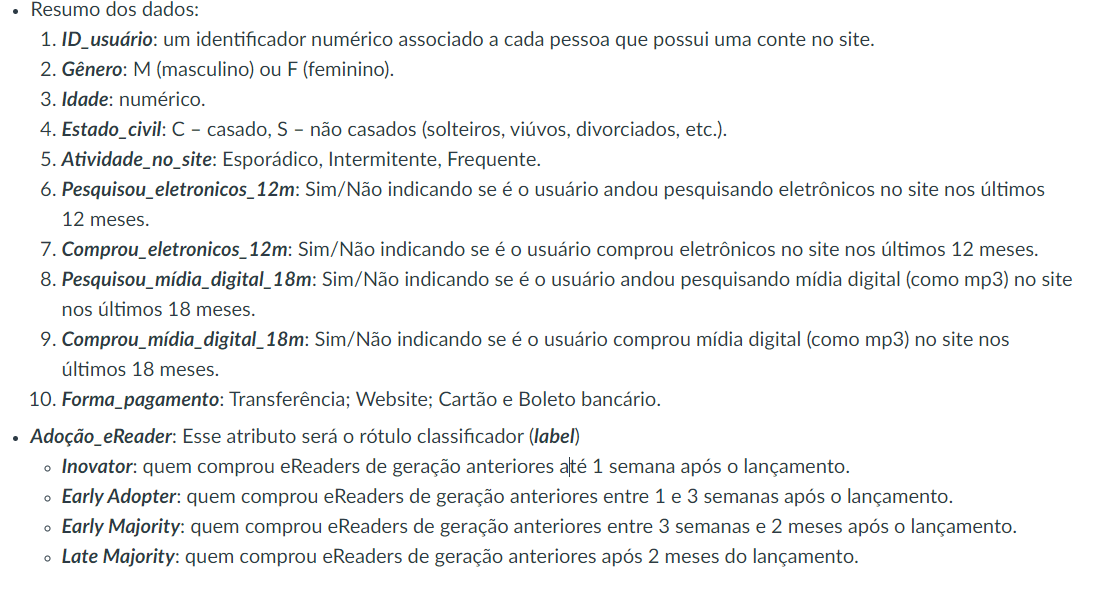 • Resumo dos dados:
1. ID_usuário: um identificador numérico associado a cada pessoa que possui uma conte no site.
2. Gênero: M (masculino) ou F (feminino).
3. Idade: numérico.
4. Estado_civil: C – casado, S – não casados (solteiros, viúvos, divorciados, etc.).
5. Atividade_no_site: Esporádico, Intermitente, Frequente.
6. Pesquisou_eletronicos_12m: Sim/Não indicando se é o usuário andou pesquisando eletrônicos no site nos últimos
12 meses.
7. Comprou_eletronicos_12m: Sim/Não indicando se é o usuário comprou eletrônicos no site nos últimos 12 meses.
8. Pesquisou_mídia_digital_18m: Sim/Não indicando se é o usuário andou pesquisando mídia digital (como mp3) no site
nos últimos 18 meses.
9. Comprou_mídia_digital_18m: Sim/Não indicando se é o usuário comprou mídia digital (como mp3) no site nos
últimos 18 meses.
10. Forma_pagamento: Transferência; Website; Cartão e Boleto bancário.
• Adoção_eReader: Esse atributo será o rótulo classificador (label)
◦ Inovator: quem comprou eReaders de geração anteriores até 1 semana após o lançamento.
◦ Early Adopter: quem comprou eReaders de geração anteriores entre 1 e 3 semanas após o lançamento.
◦ Early Majority: quem comprou eReaders de geração anteriores entre 3 semanas e 2 meses após o lançamento.
◦ Late Majority: quem comprou eReaders de geração anteriores após 2 meses do lançamento.